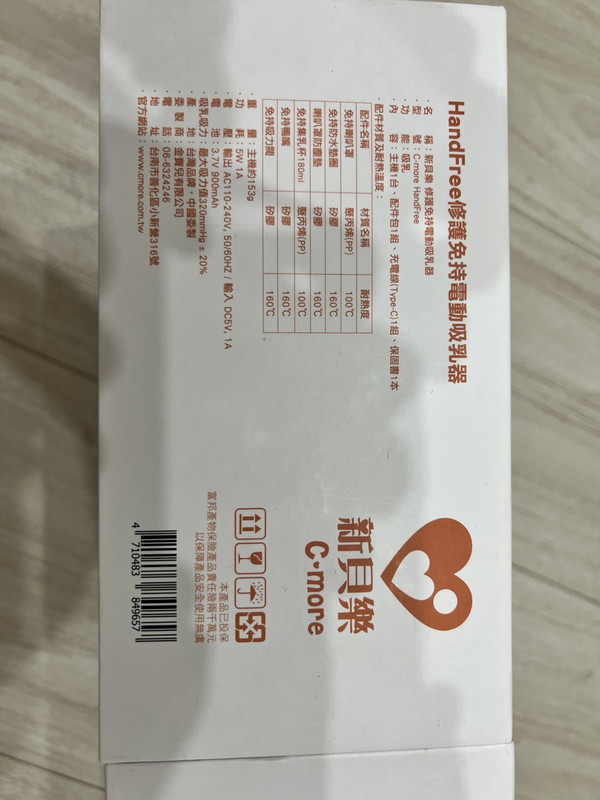 HandFree修護免持電動吸乳器
・名　　稱：新貝樂 修護免持電動吸乳器
・型　　號：C-more HandFree
・功　　能：吸乳
・內　　容：主機1台、配件包1組、充電線(Type-C)1組、保固書1本
・配件材質及耐熱溫度：
配件名稱 材質名稱 耐熱度
免持喇叭罩 聚丙烯(PP) 100℃
免持防水墊圈 矽膠 160℃
喇叭罩防塵墊 矽膠 160℃
免持集乳杯180ml 聚丙烯(PP) 100℃
免持鴨嘴 矽膠 160℃
免持吸力閥 矽膠 160℃
・重　　量：主機約153g
・功　　耗：5W 1A
・電　　壓：輸出 AC110-240V, 50/60HZ / 輸入 DC5V, 1A
・電　　池：3.7V 900mAh
・吸乳吸力：最大吸力值320mmHg ± 20%
・產　　地：台灣品牌，中國委製
・委 製 商：金寶兒有限公司
・電　　話：06-8324246
・地　　址：台南市善化區小新營316號
・官方網站：www.cmore.com.tw
新貝樂
C·more
本產品已投保
富邦產物保險產品責任險兩千萬元
以保障產品安全使用無虞
4 710483 849657